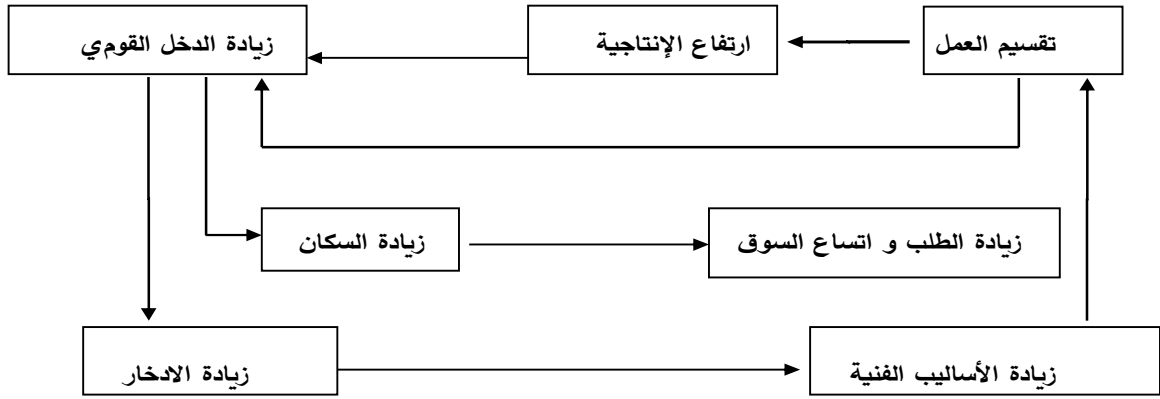 تقسيم العمل
ارتفاع الإنتاجية
زيادة الدخل القومي
زيادة السكان
زيادة الطلب و اتساع السوق
زيادة الادخار
زيادة الأساليب الفنية